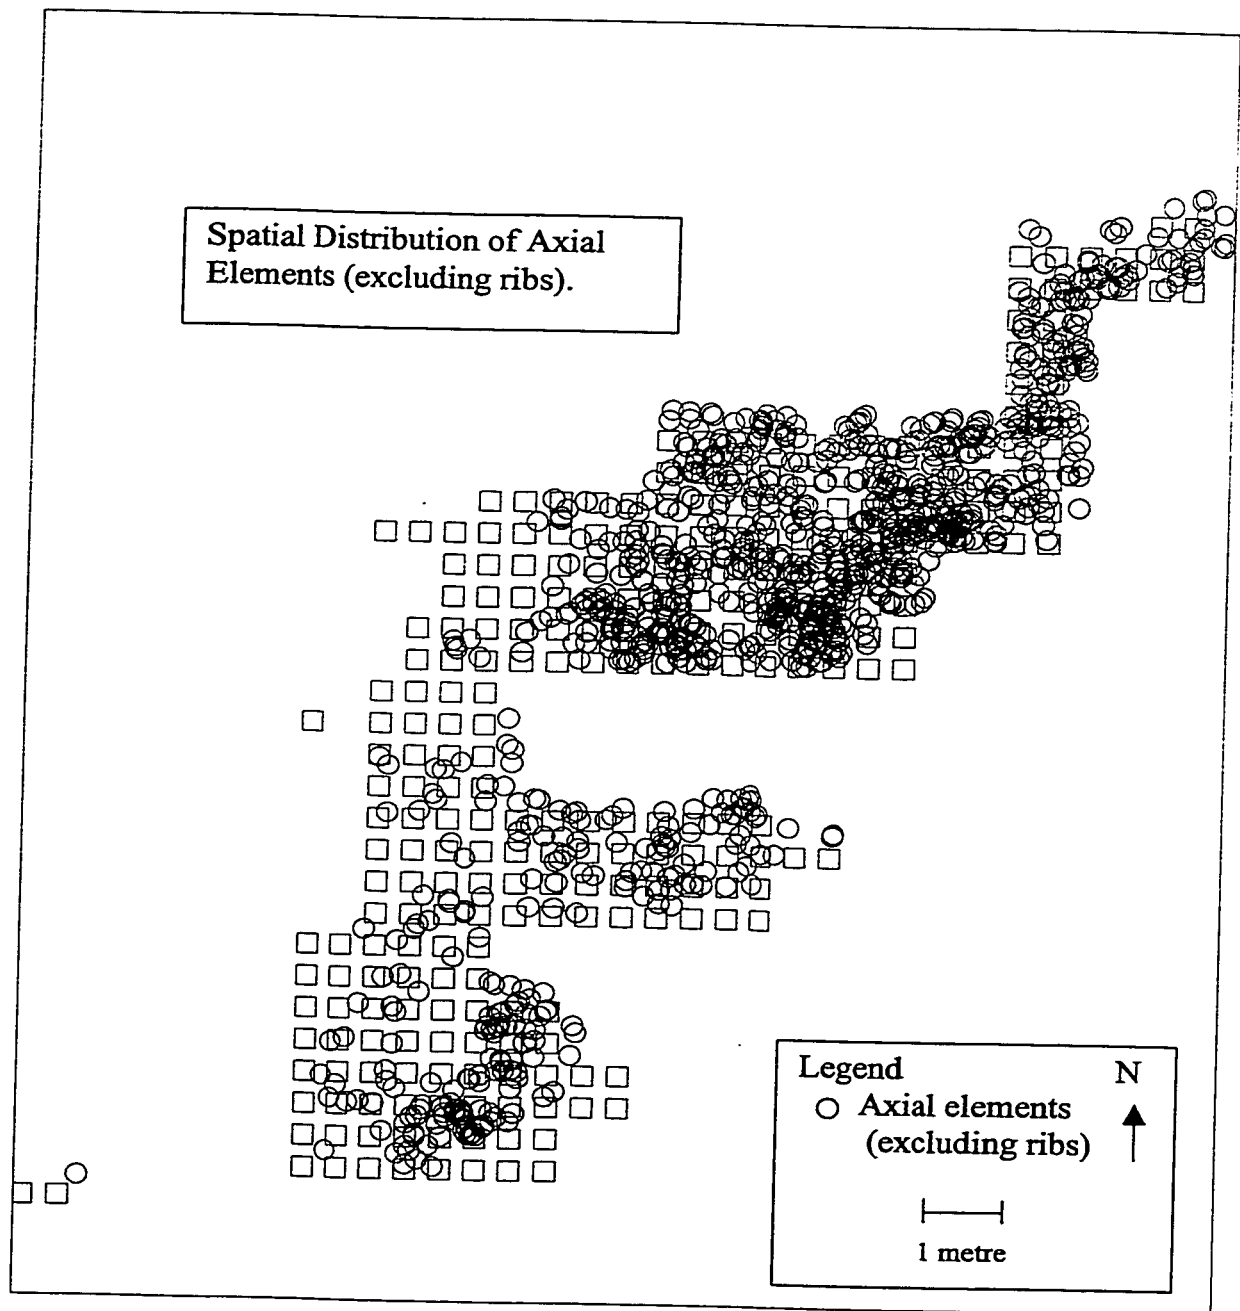 Spatial Distribution of Axial
Elements (excluding ribs).
Legend
N
Axial elements
(excluding ribs)
1 metre